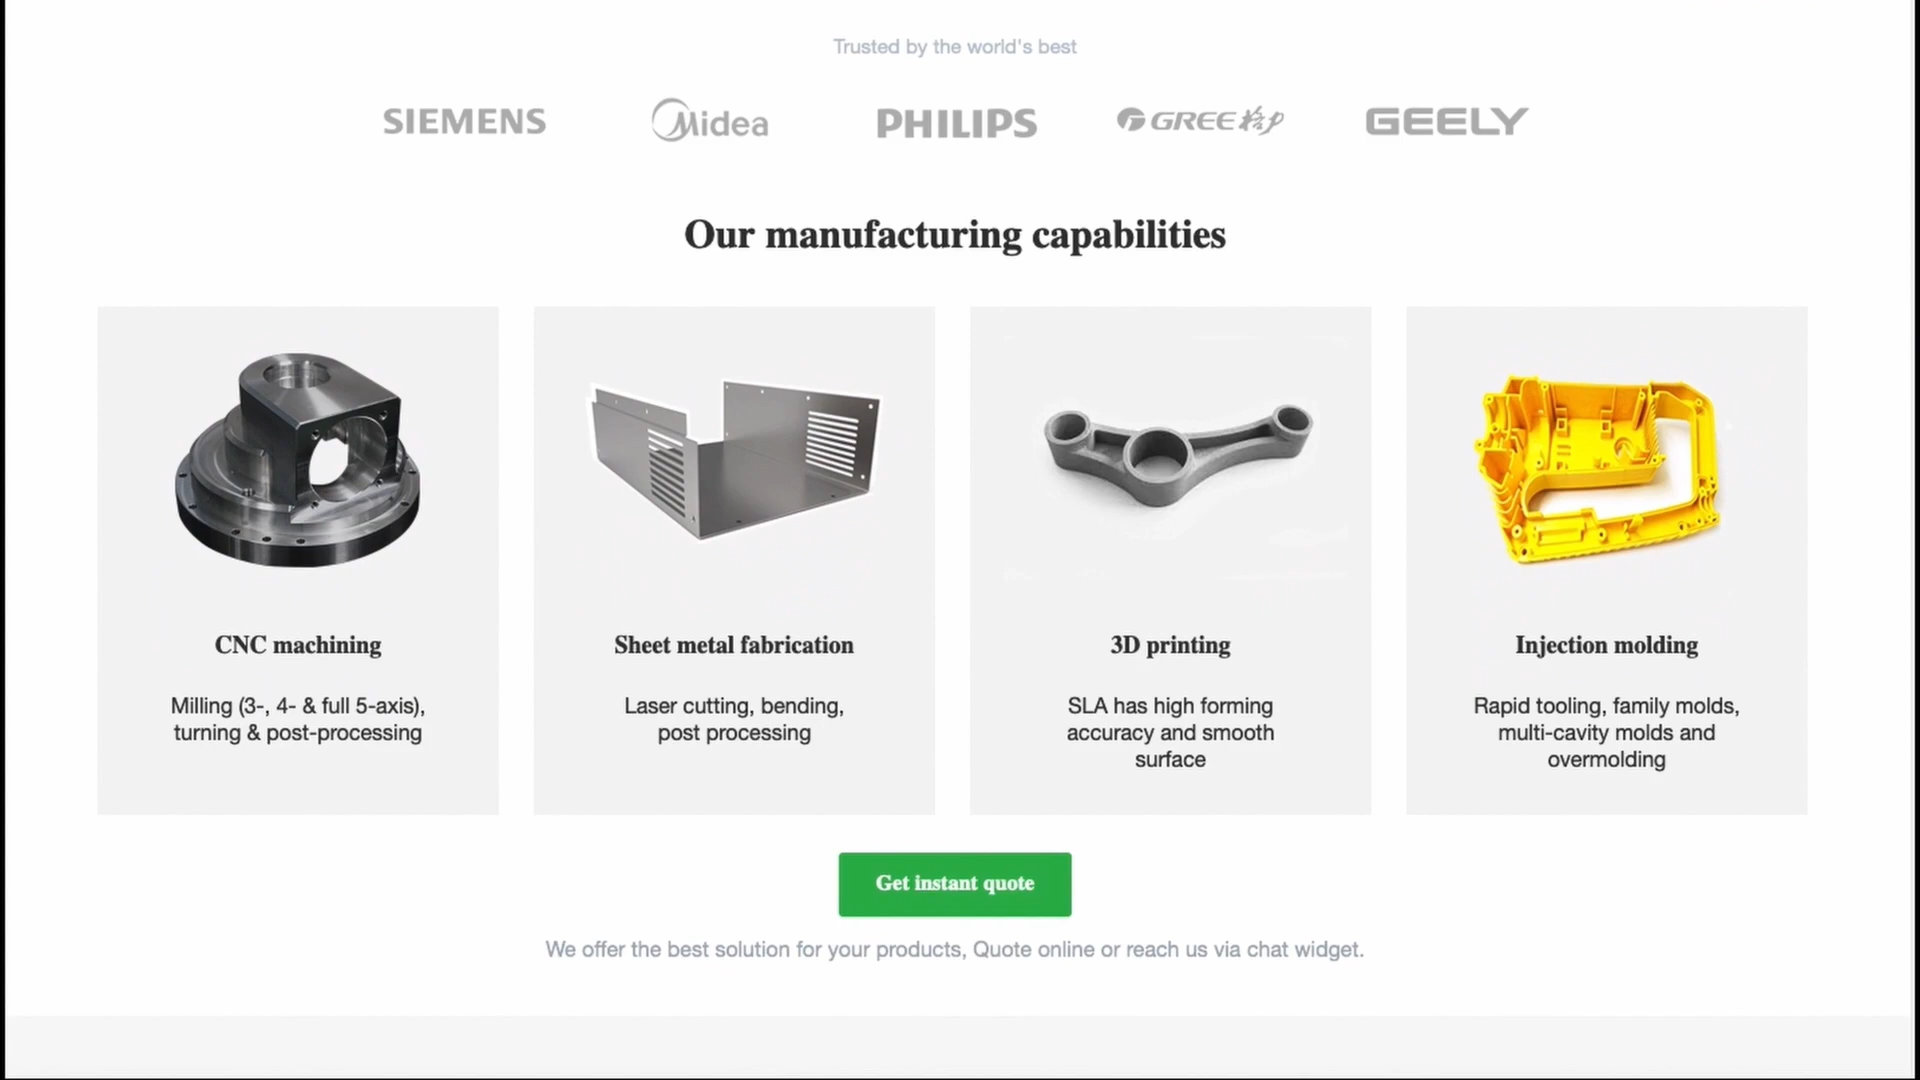 Trusted by the world's best
SIEMENS
Midea
PHILIPS
GREE 格力
GEELY
Our manufacturing capabilities
CNC machining
Milling (3-, 4- & full 5-axis),
turning & post-processing
Sheet metal fabrication
Laser cutting, bending,
post processing
3D printing
SLA has high forming
accuracy and smooth
surface
Injection molding
Rapid tooling, family molds,
multi-cavity molds and
overmolding
Get instant quote
We offer the best solution for your products, Quote online or reach us via chat widget.